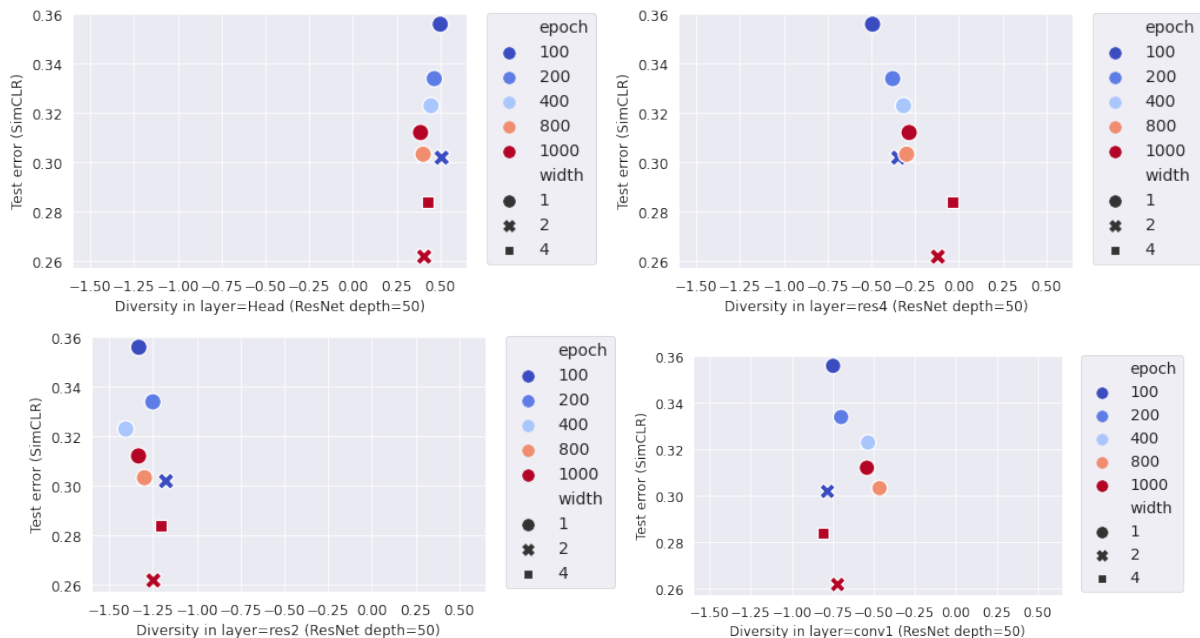 0.36
0.34
0.32
0.30
0.28
0.26
Test error (SimCLR)
−1.50 −1.25 −1.00 −0.75 −0.50 −0.25 0.00 0.25 0.50
Diversity in layer=Head (ResNet depth=50)
epoch
100
200
400
800
1000
width
1
2
4
0.36
0.34
0.32
0.30
0.28
0.26
Test error (SimCLR)
−1.50 −1.25 −1.00 −0.75 −0.50 −0.25 0.00 0.25 0.50
Diversity in layer=res4 (ResNet depth=50)
epoch
100
200
400
800
1000
width
1
2
4
0.36
0.34
0.32
0.30
0.28
0.26
Test error (SimCLR)
−1.50 −1.25 −1.00 −0.75 −0.50 −0.25 0.00 0.25 0.50
Diversity in layer=res2 (ResNet depth=50)
epoch
100
200
400
800
1000
width
1
2
4
0.36
0.34
0.32
0.30
0.28
0.26
Test error (SimCLR)
−1.50 −1.25 −1.00 −0.75 −0.50 −0.25 0.00 0.25 0.50
Diversity in layer=conv1 (ResNet depth=50)
epoch
100
200
400
800
1000
width
1
2
4